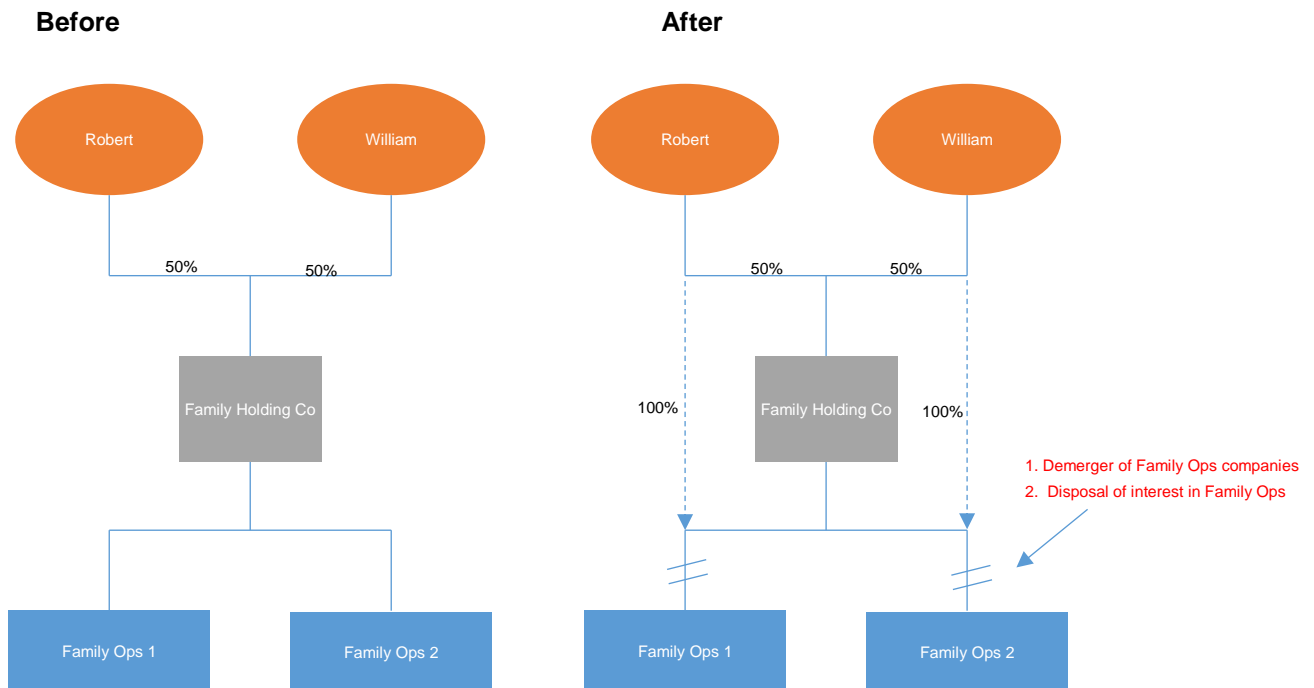 Before
After
Robert
William
Robert
William
50%
50%
50%
50%
Family Holding Co
Family Holding Co
100%
100%
1. Demerger of Family Ops companies
2. Disposal of interest in Family Ops
Family Ops 1
Family Ops 2
Family Ops 1
Family Ops 2